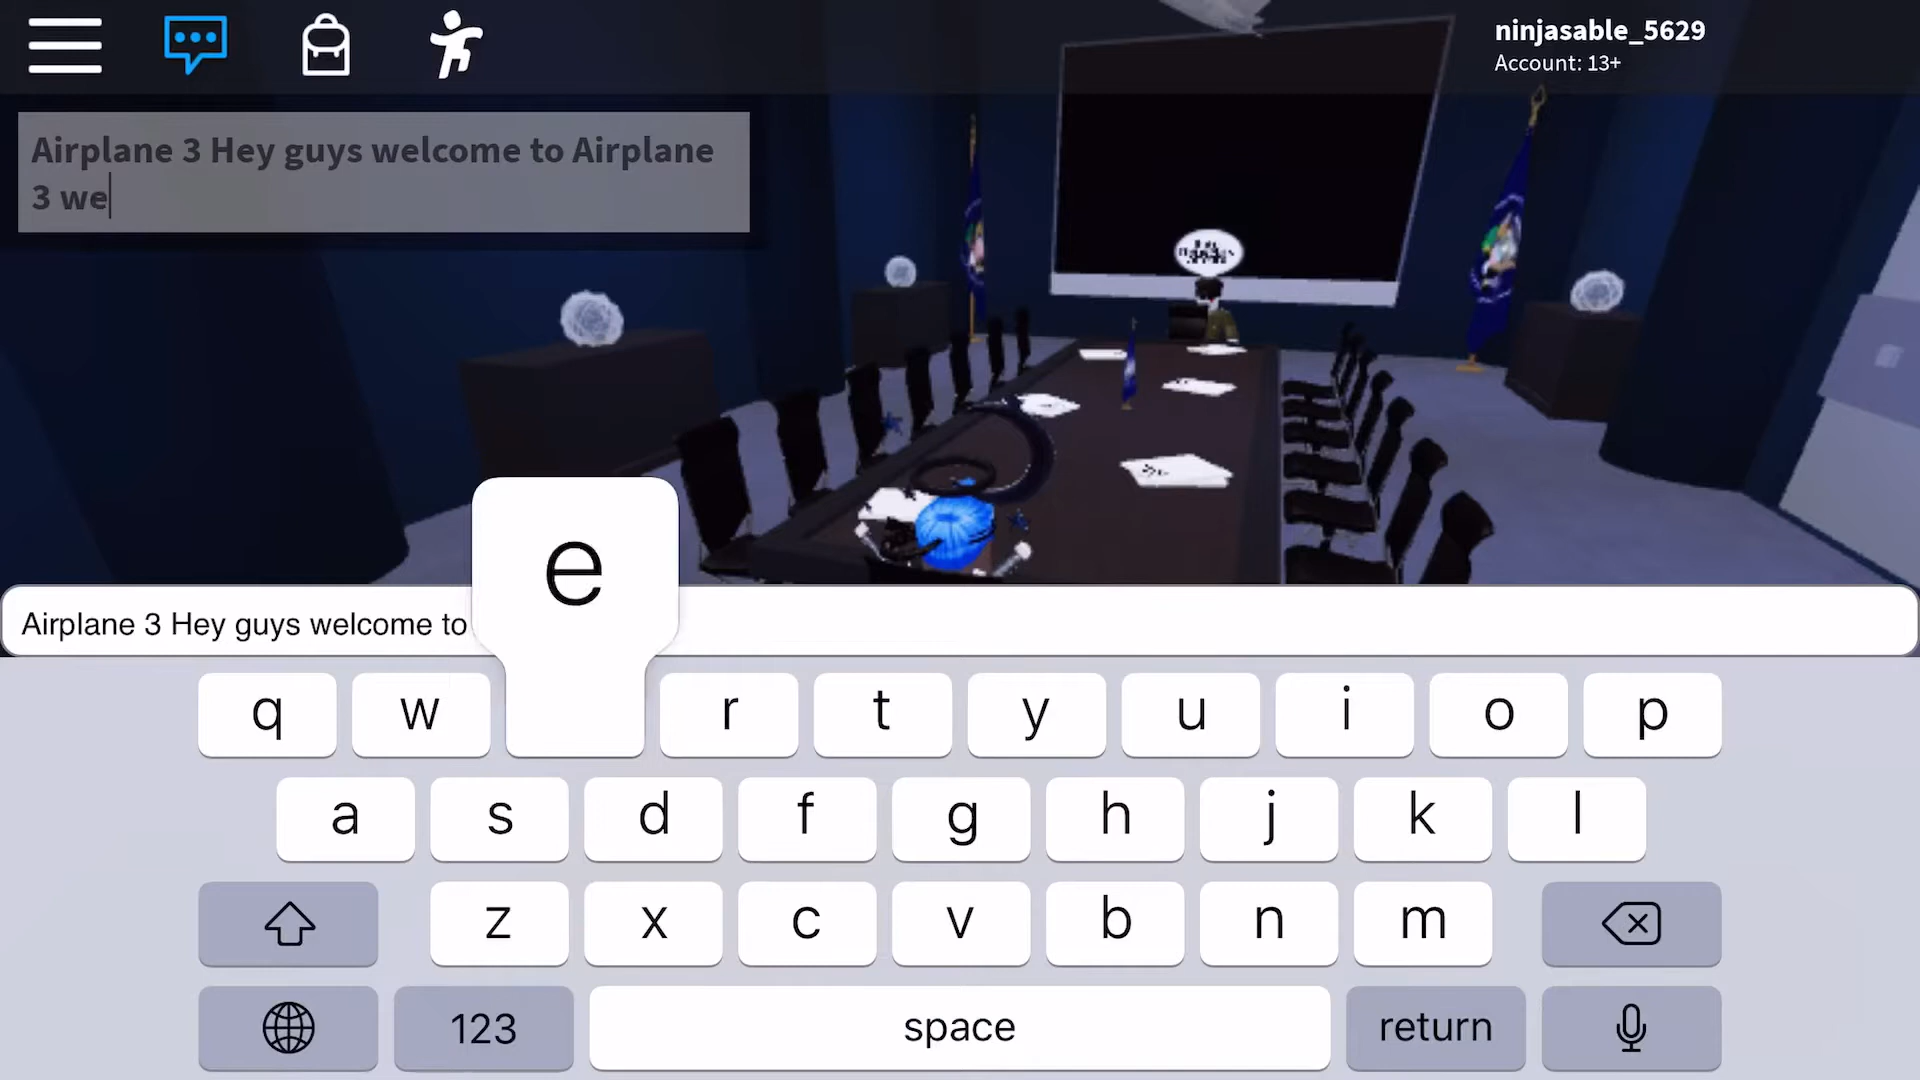 ninjasable_5629
Account: 13+
Airplane 3 Hey guys welcome to Airplane
3 we
e
Airplane 3 Hey guys welcome to
q w r t y u i o p
a s d f g h j k l
z x c v b n m
123 space return